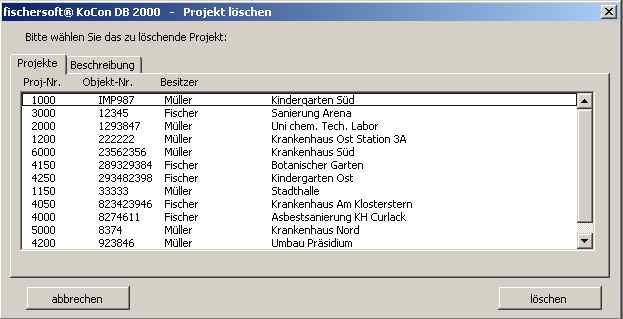 fischersoft® KoCon DB 2000 - Projekt löschen
Bitte wählen Sie das zu löschende Projekt:
Projekte Beschreibung
Proj-Nr. Objekt-Nr. Besitzer
1000 IMP987 Müller Kindergarten Süd
3000 12345 Fischer Sanierung Arena
2000 1293847 Müller Uni chem. Tech. Labor
1200 222222 Müller Krankenhaus Ost Station 3A
6000 23562356 Müller Krankenhaus Süd
4150 289329384 Fischer Botanischer Garten
4250 293482398 Fischer Kindergarten Ost
1150 33333 Müller Stadthalle
4050 823423946 Fischer Krankenhaus Am Klosterstern
4000 8274611 Fischer Asbestsanierung KH Curlack
5000 8374 Müller Krankenhaus Nord
4200 923846 Müller Umbau Präsidium
abbrechen löschen